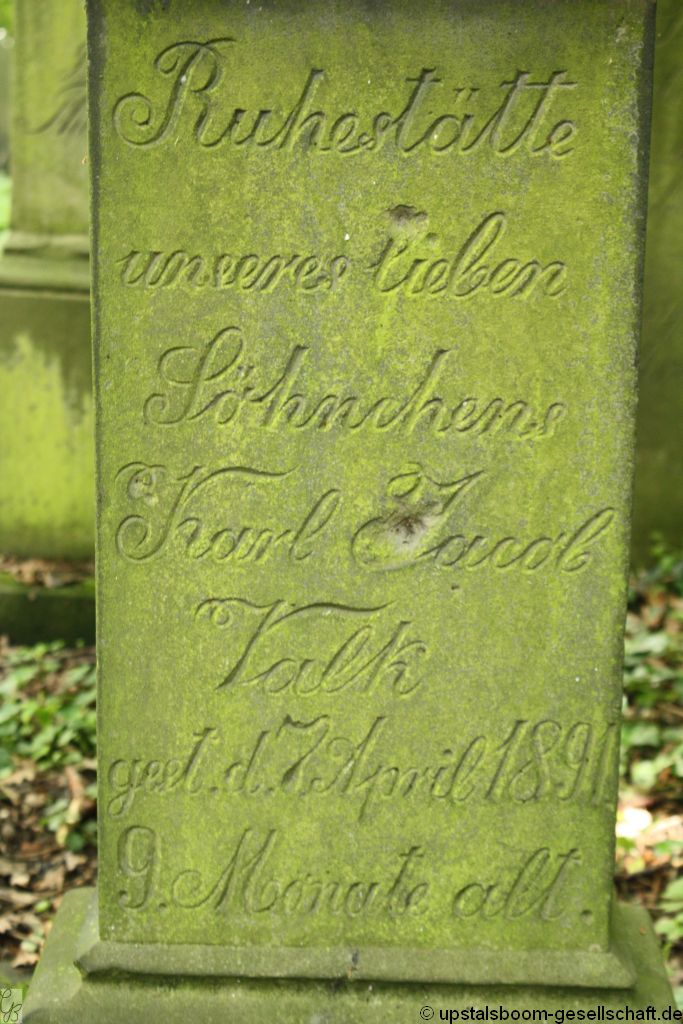 Ruhestätte
unseres lieben
Söhnchens
Karl Jacob
Valk
gest. d. 7 April 1891
9. Monate alt.
© upstalsboom-gesellschaft.de